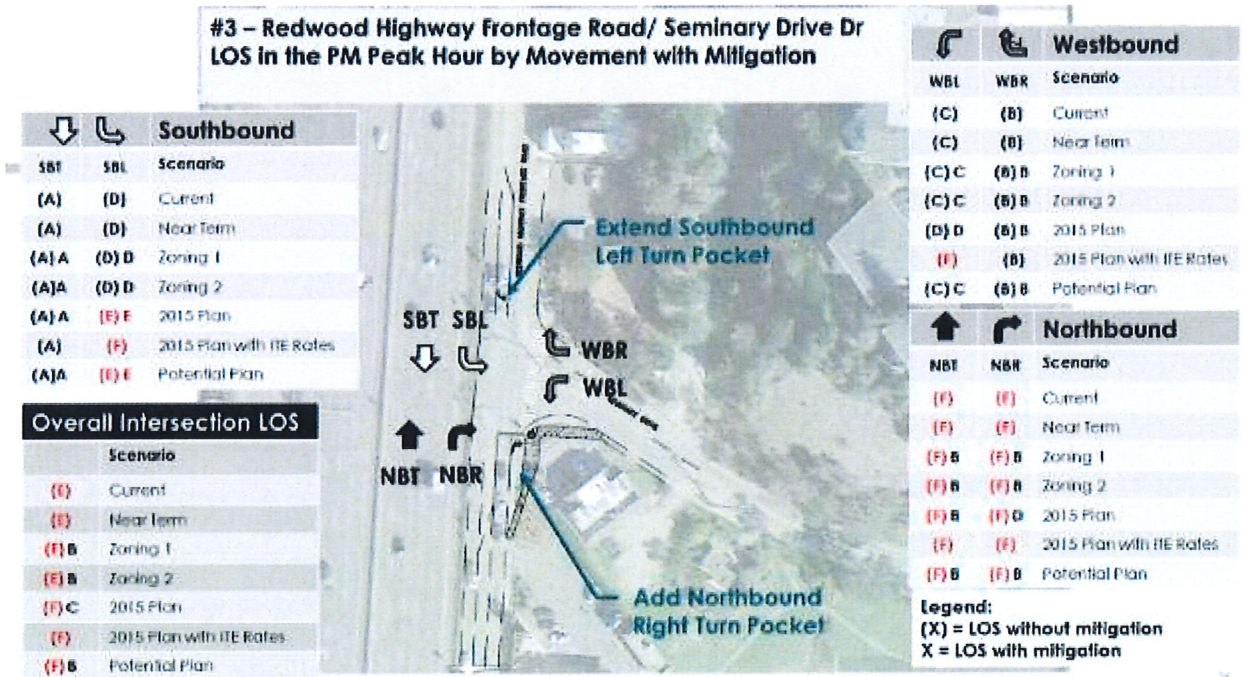 #3 – Redwood Highway Frontage Road/ Seminary Drive Dr
LOS in the PM Peak Hour by Movement with Mitigation
Southbound
SBT SBL Scenario
(A) (D) Current
(A) (D) Near Term
(A) A (D) D Zoning 1
(A)A (D) D Zoning 2
(A) A (E) E 2015 Plan
(A) (F) 2015 Plan with ITE Rates
(A)A (E) E Potential Plan
Overall Intersection LOS
Scenario
(E) Current
(E) Near Term
(F) B Zoning 1
(E) B Zoning 2
(F) C 2015 Plan
(F) 2015 Plan with ITE Rates
(F) B Potential Plan
Extend Southbound
Left Turn Pocket
SBT SBL
WBR
WBL
NBT NBR
Add Northbound
Right Turn Pocket
Westbound
WBL WBR Scenario
(C) (B) Current
(C) (B) Near Term
(C) C (B) B Zoning 1
(C) C (B) B Zoning 2
(D) D (B) B 2015 Plan
(F) (B) 2015 Plan with ITE Rates
(C) C (B) B Potential Plan
Northbound
NBT NBR Scenario
(F) (F) Current
(F) (F) Near Term
(F) B (F) B Zoning 1
(F) B (F) B Zoning 2
(F) B (F) D 2015 Plan
(F) (F) 2015 Plan with ITE Rates
(F) B (F) B Potential Plan
Legend:
(X) = LOS without mitigation
X = LOS with mitigation